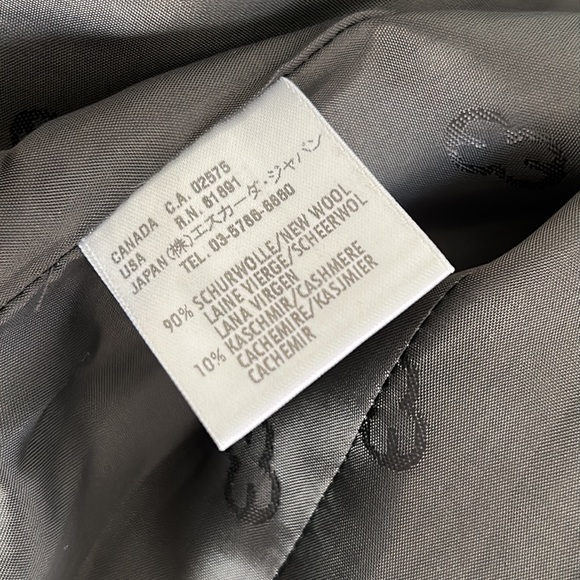 CANADA C.A. 02575
USA R.N. 61891
JAPAN (株)エスカーダ・ジャパン
TEL. 03-5786-6660
90% SCHURWOLLE/NEW WOOL
LAINE VIERGE/SCHEERWOL
LANA VIRGEN
10% KASCHMIR/CASHMERE
CACHEMIRE/KASJMIER
CACHEMIR